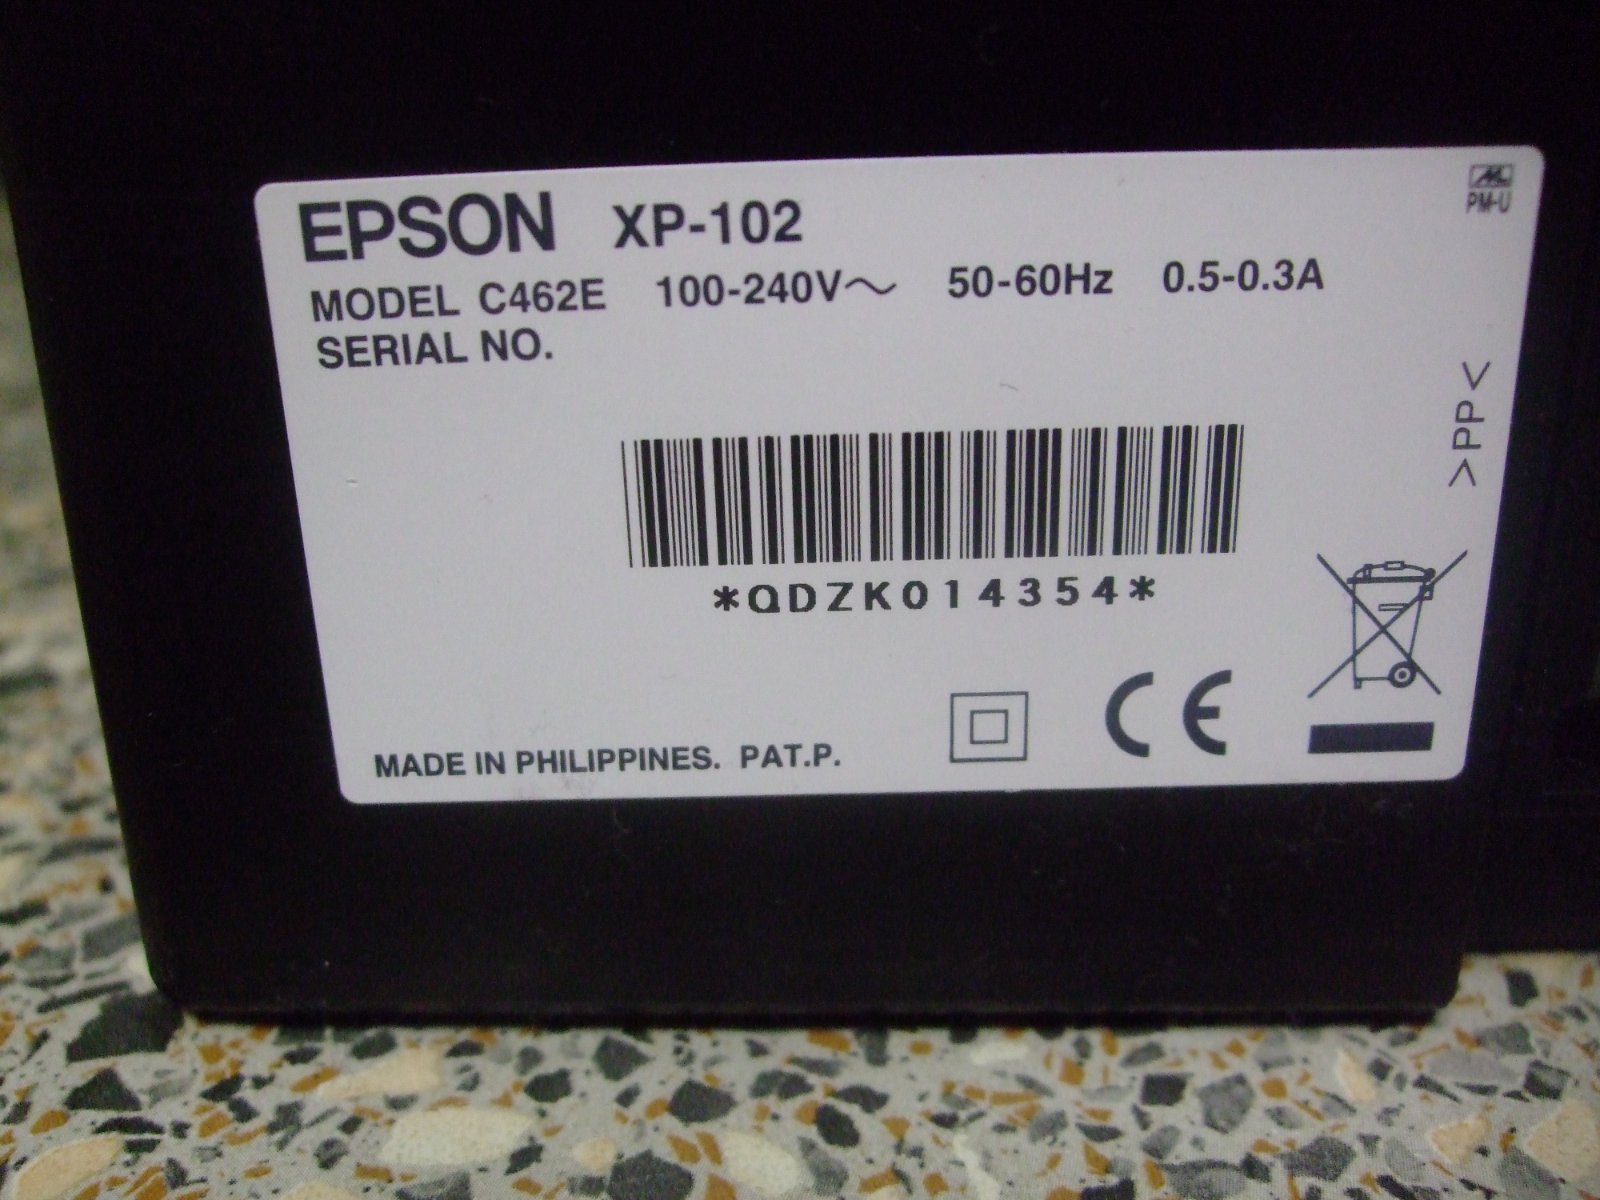 EPSON XP-102
PM-U
MODEL C462E 100-240V～ 50-60Hz 0.5-0.3A
SERIAL NO.
>PP<
*QDZK014354*
MADE IN PHILIPPINES. PAT.P.
CE